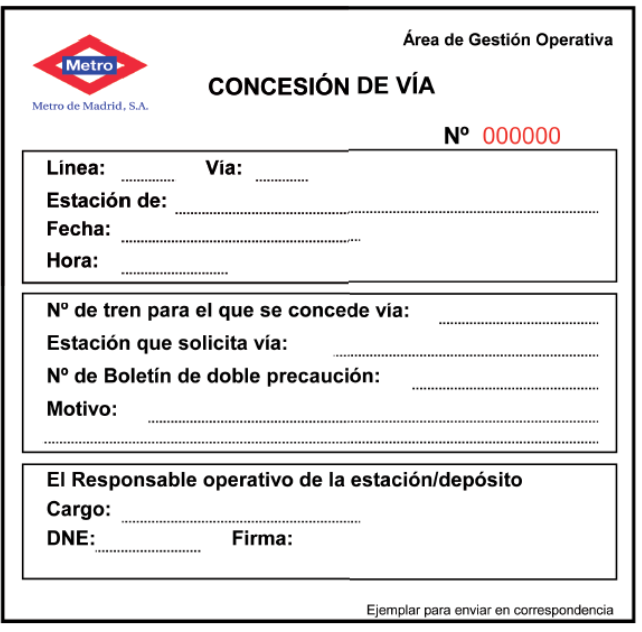 Área de Gestión Operativa
Metro
Metro de Madrid, S.A.
CONCESIÓN DE VÍA
Nº 000000
Línea: Vía:
Estación de:
Fecha:
Hora:
Nº de tren para el que se concede vía:
Estación que solicita vía:
Nº de Boletín de doble precaución:
Motivo:
El Responsable operativo de la estación/depósito
Cargo:
DNE: Firma:
Ejemplar para enviar en correspondencia